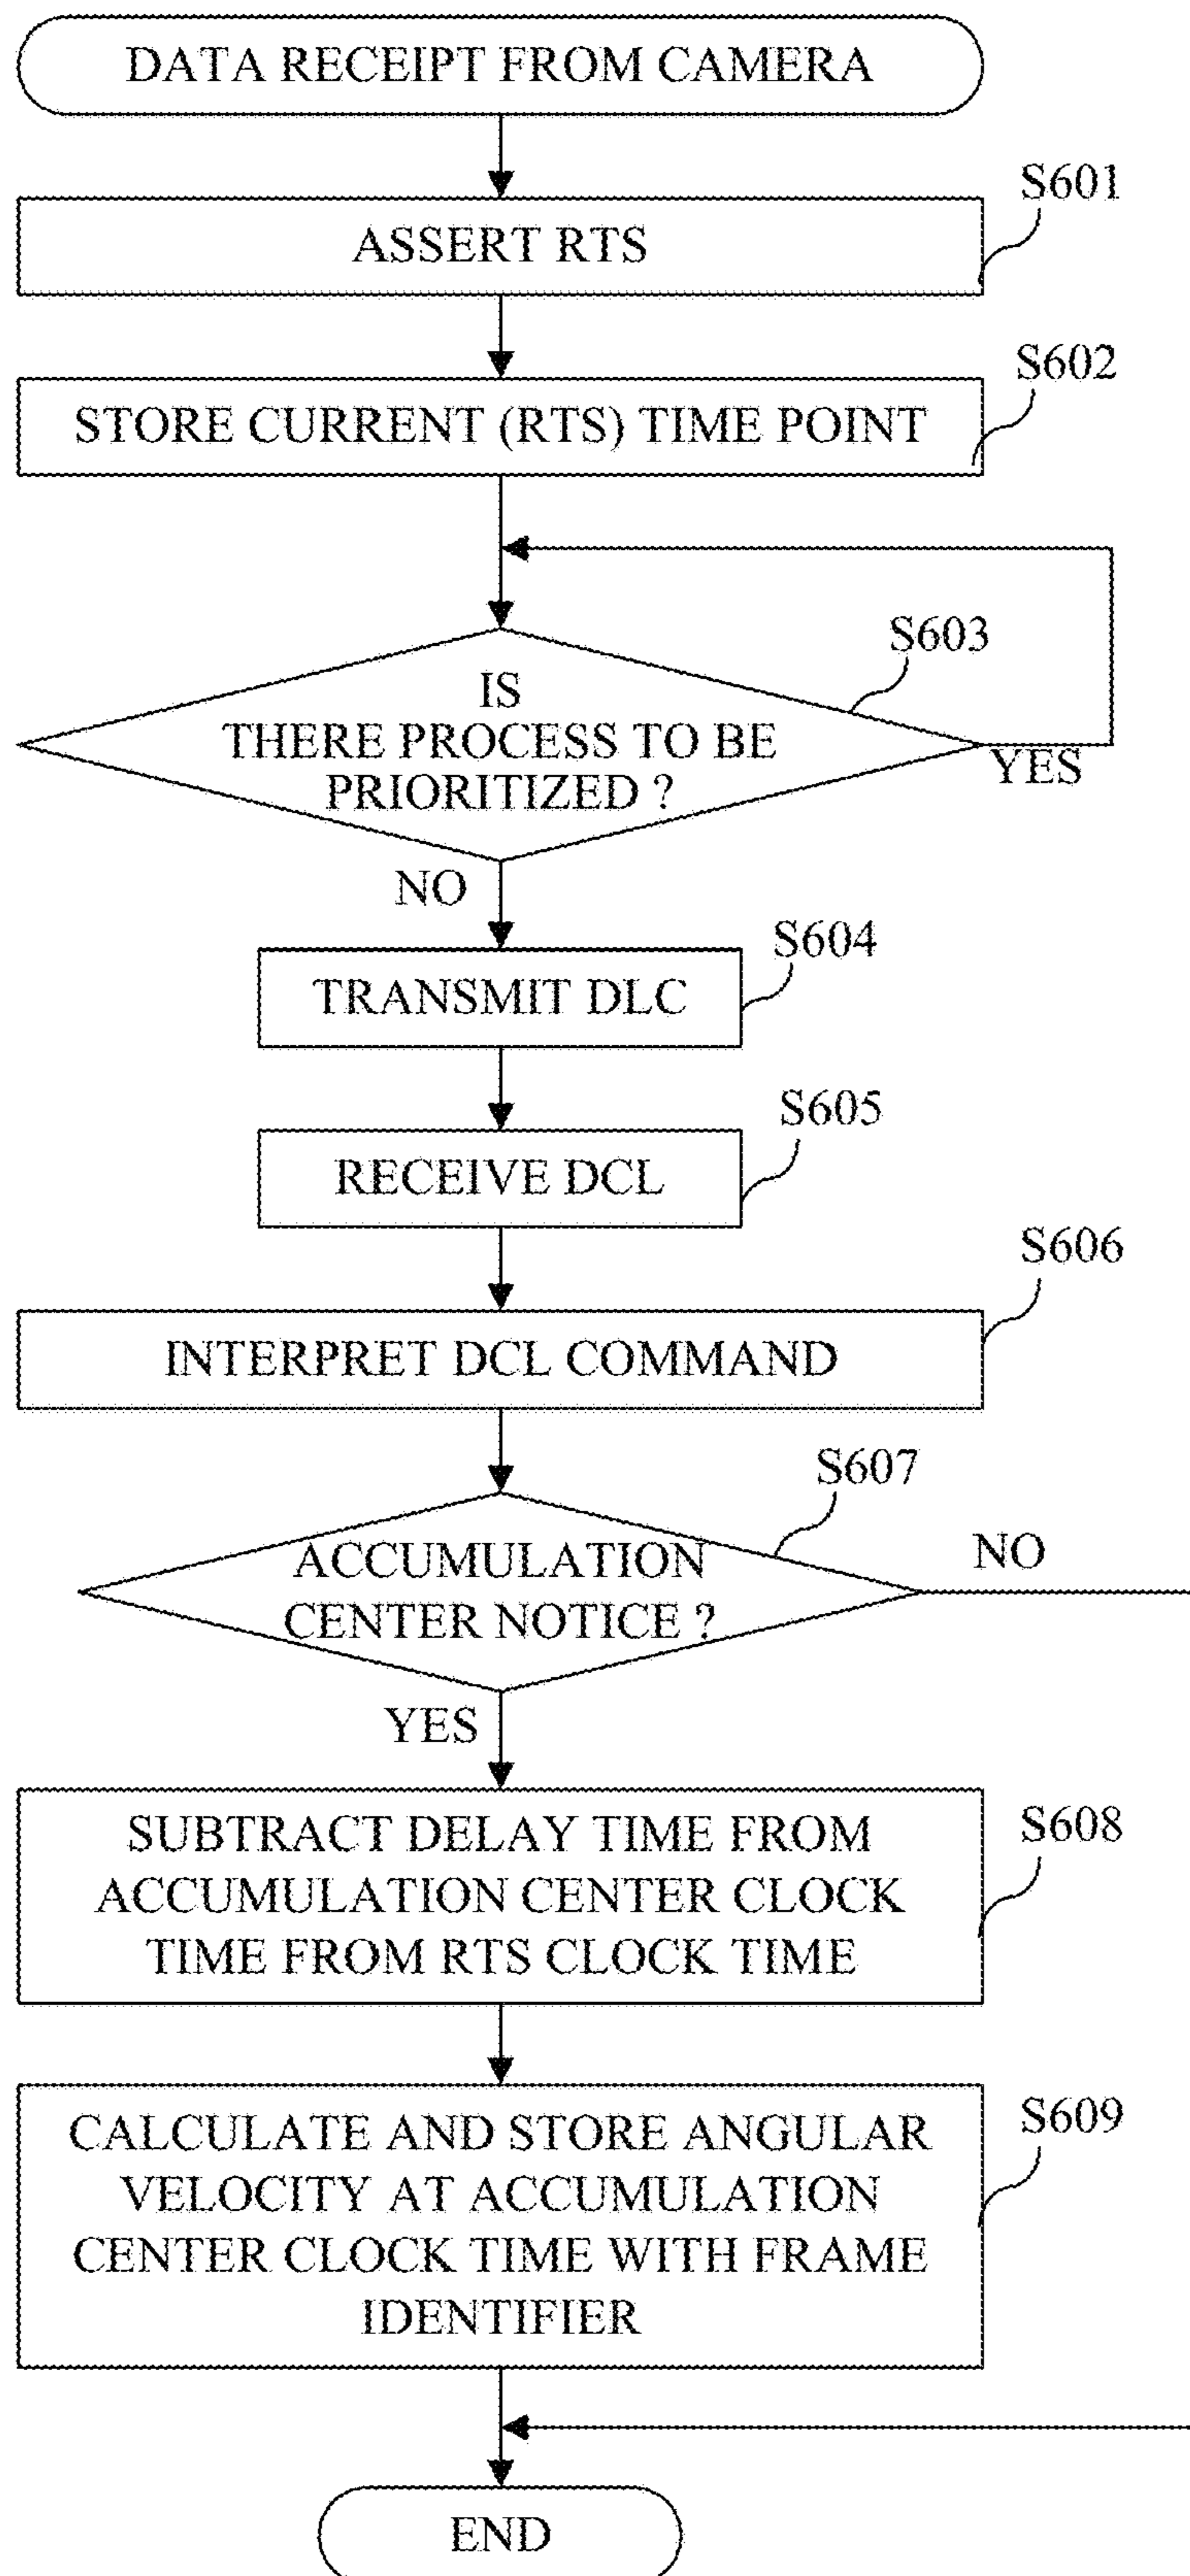 DATA RECEIPT FROM CAMERA
S601
ASSERT RTS
S602
STORE CURRENT (RTS) TIME POINT
S603
IS
THERE PROCESS TO BE
PRIORITIZED ?
YES
NO
S604
TRANSMIT DLC
S605
RECEIVE DCL
S606
INTERPRET DCL COMMAND
S607
ACCUMULATION
CENTER NOTICE ?
NO
YES
S608
SUBTRACT DELAY TIME FROM
ACCUMULATION CENTER CLOCK
TIME FROM RTS CLOCK TIME
S609
CALCULATE AND STORE ANGULAR
VELOCITY AT ACCUMULATION
CENTER CLOCK TIME WITH FRAME
IDENTIFIER
END